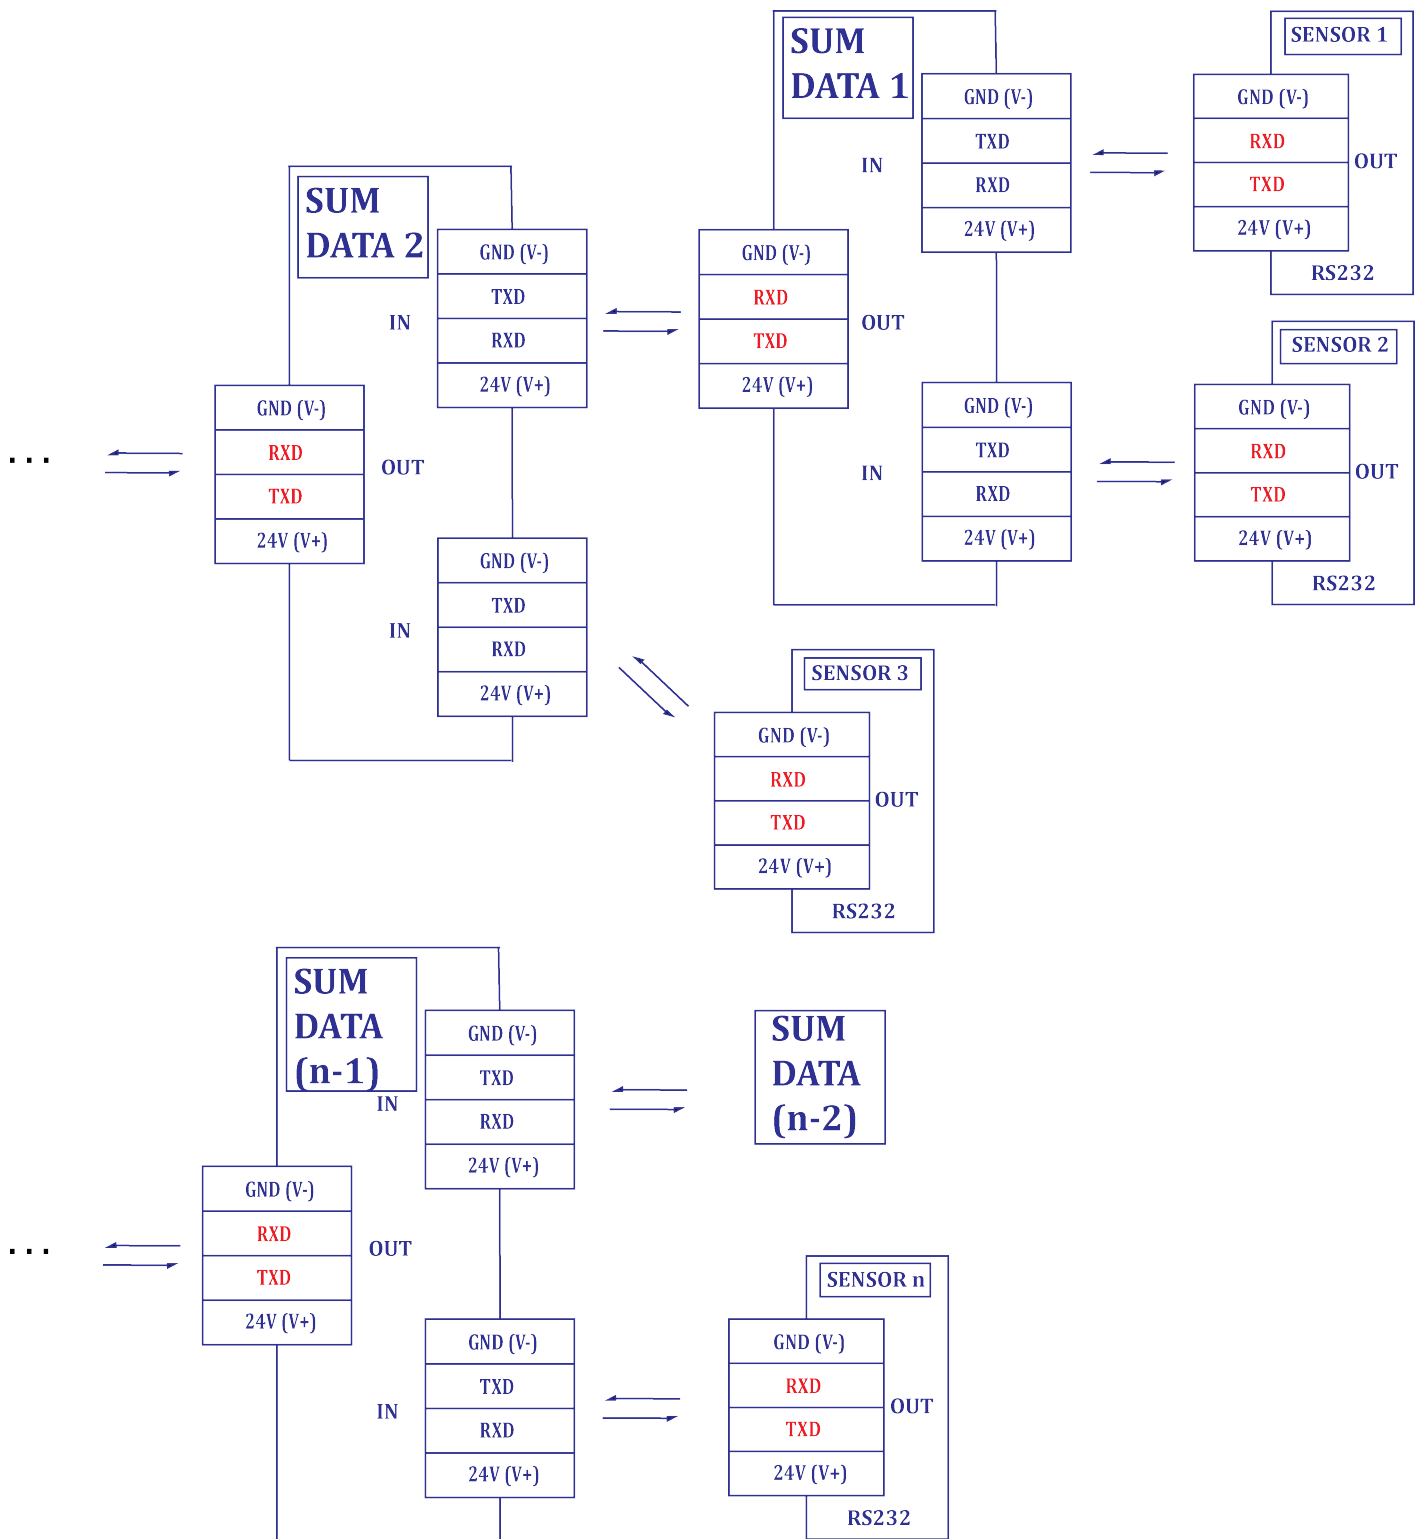 SUM
DATA 1
GND (V-)
TXD
RXD
24V (V+)
IN
SENSOR 1
GND (V-)
RXD
TXD
24V (V+)
OUT
RS232
GND (V-)
RXD
TXD
24V (V+)
OUT
GND (V-)
TXD
RXD
24V (V+)
IN
SENSOR 2
GND (V-)
RXD
TXD
24V (V+)
OUT
RS232
SUM
DATA 2
GND (V-)
TXD
RXD
24V (V+)
IN
...
GND (V-)
RXD
TXD
24V (V+)
OUT
GND (V-)
TXD
RXD
24V (V+)
IN
SENSOR 3
GND (V-)
RXD
TXD
24V (V+)
OUT
RS232
SUM
DATA
(n-1)
GND (V-)
TXD
RXD
24V (V+)
IN
SUM
DATA
(n-2)
...
GND (V-)
RXD
TXD
24V (V+)
OUT
GND (V-)
TXD
RXD
24V (V+)
IN
SENSOR n
GND (V-)
RXD
TXD
24V (V+)
OUT
RS232